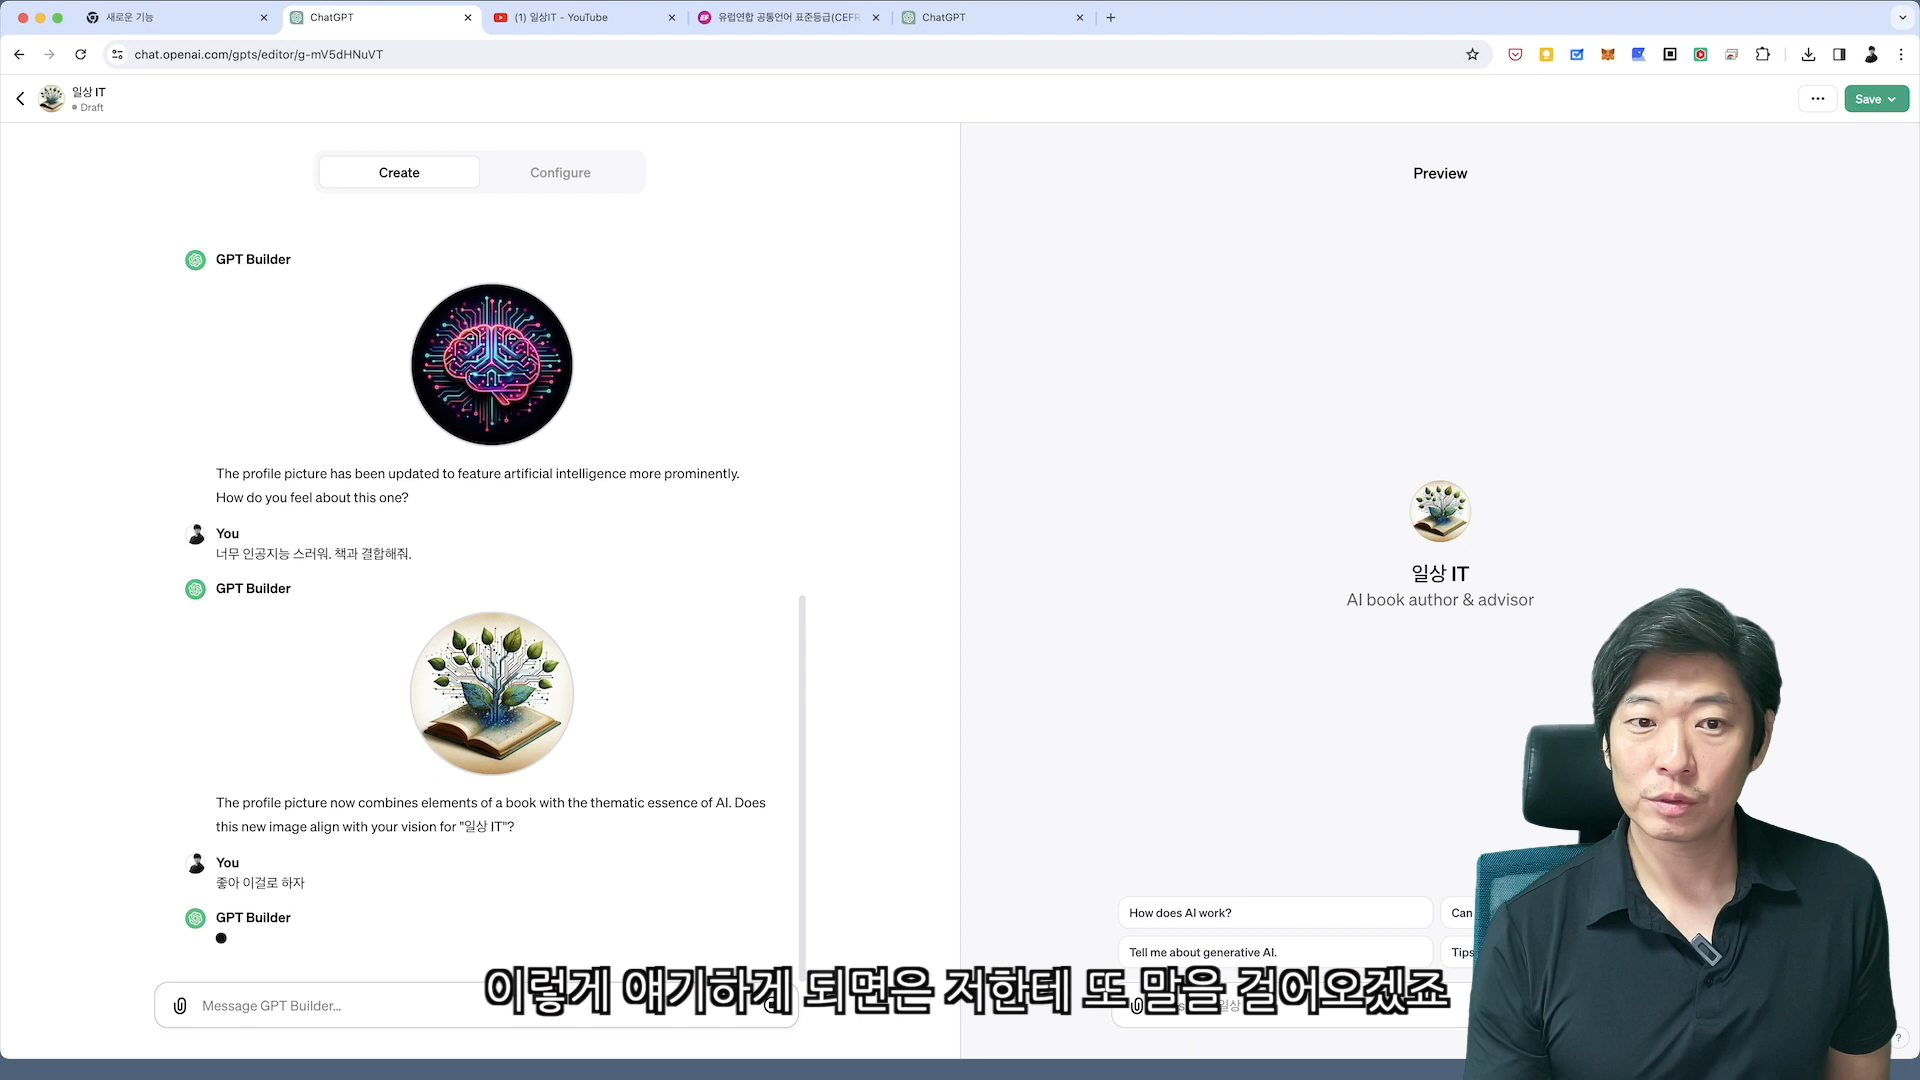 새로운 기능
ChatGPT
(1) 일상IT - YouTube
유럽연합 공통언어 표준등급(CEFR
ChatGPT
chat.openai.com/gpts/editor/g-mV5dHNuVT
일상 IT
Draft
Save
Create
Configure
Preview
GPT Builder
The profile picture has been updated to feature artificial intelligence more prominently.
How do you feel about this one?
You
너무 인공지능 스러워. 책과 결합해줘.
GPT Builder
The profile picture now combines elements of a book with the thematic essence of AI. Does
this new image align with your vision for "일상 IT"?
You
좋아 이걸로 하자
GPT Builder
Message GPT Builder...
일상 IT
AI book author & advisor
How does AI work?
Can
Tell me about generative AI.
Tips
일상
?
이렇게 얘기하게 되면은 저한테 또 말을 걸어오겠죠